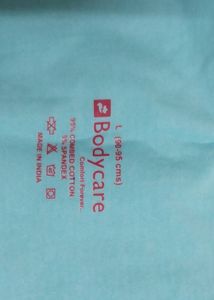 L (90-95 cms)
Bodycare
Comfort Forever.
95% COMBED COTTON
5% SPANDEX
MADE IN INDIA